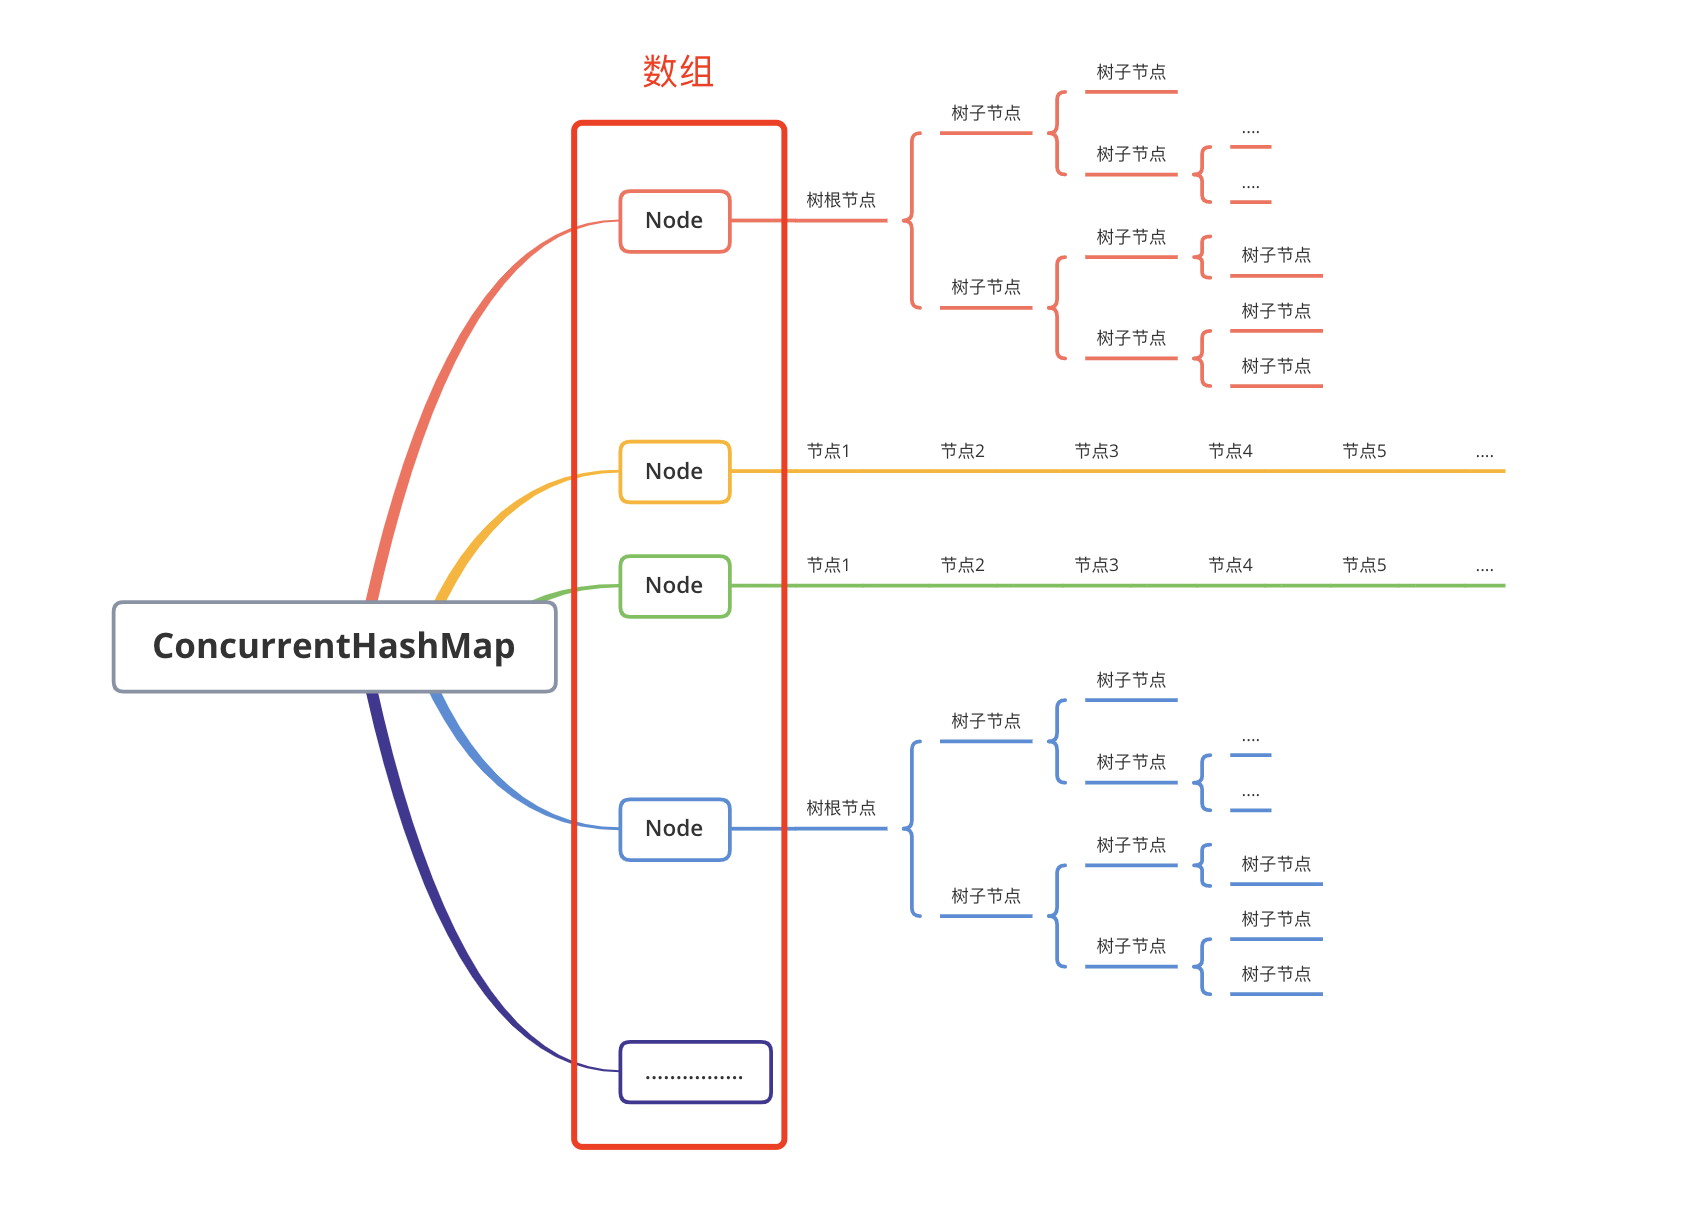 数组
树子节点
树子节点
....
树子节点
....
Node
树根节点
树子节点
树子节点
树子节点
树子节点
树子节点
树子节点
Node
节点1 节点2 节点3 节点4 节点5 ....
Node
节点1 节点2 节点3 节点4 节点5 ....
ConcurrentHashMap
树子节点
树子节点
....
树子节点
....
Node
树根节点
树子节点
树子节点
树子节点
树子节点
树子节点
树子节点
................